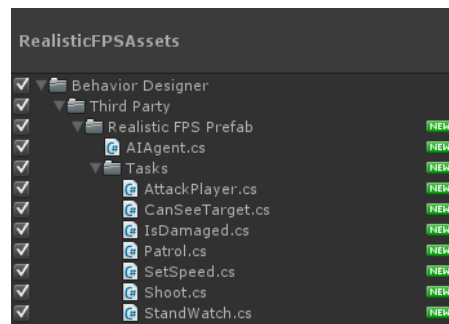 RealisticFPSAssets
Behavior Designer
Third Party
Realistic FPS Prefab NEW
AIAgent.cs NEW
Tasks NEW
AttackPlayer.cs NEW
CanSeeTarget.cs NEW
IsDamaged.cs NEW
Patrol.cs NEW
SetSpeed.cs NEW
Shoot.cs NEW
StandWatch.cs NEW